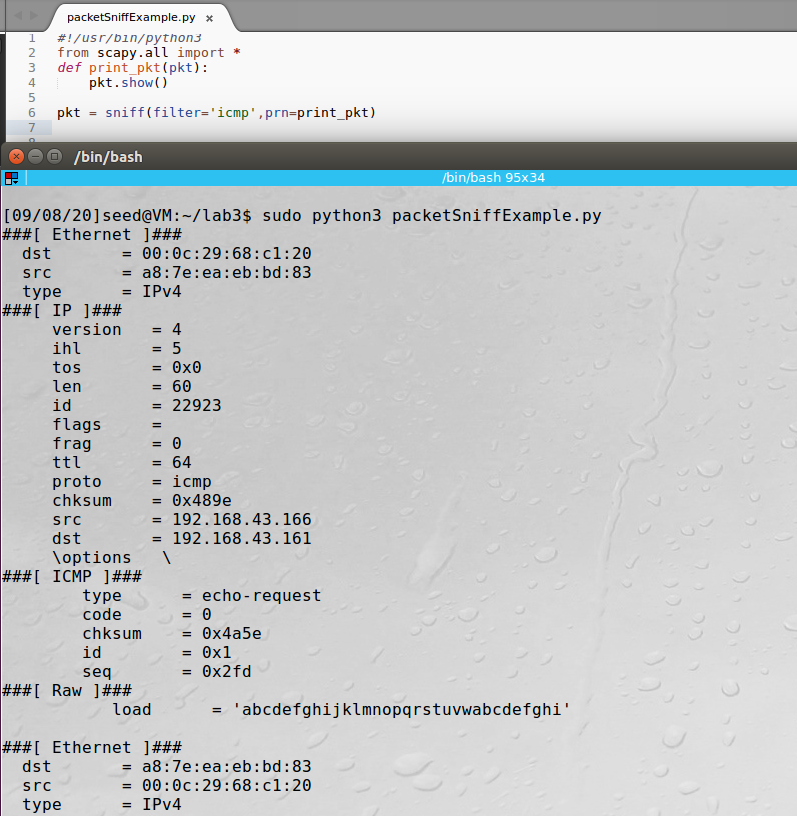 packetSniffExample.py ×
1 #!/usr/bin/python3
2 from scapy.all import *
3 def print_pkt(pkt):
4     pkt.show()
5
6 pkt = sniff(filter='icmp',prn=print_pkt)
7
8
/bin/bash
/bin/bash 95x34
[09/08/20]seed@VM:~/lab3$ sudo python3 packetSniffExample.py
###[ Ethernet ]###
  dst       = 00:0c:29:68:c1:20
  src       = a8:7e:ea:eb:bd:83
  type      = IPv4
###[ IP ]###
     version   = 4
     ihl       = 5
     tos       = 0x0
     len       = 60
     id        = 22923
     flags     =
     frag      = 0
     ttl       = 64
     proto     = icmp
     chksum    = 0x489e
     src       = 192.168.43.166
     dst       = 192.168.43.161
     \options   \
###[ ICMP ]###
        type      = echo-request
        code      = 0
        chksum    = 0x4a5e
        id        = 0x1
        seq       = 0x2fd
###[ Raw ]###
           load      = 'abcdefghijklmnopqrstuvwabcdefghi'
###[ Ethernet ]###
  dst       = a8:7e:ea:eb:bd:83
  src       = 00:0c:29:68:c1:20
  type      = IPv4